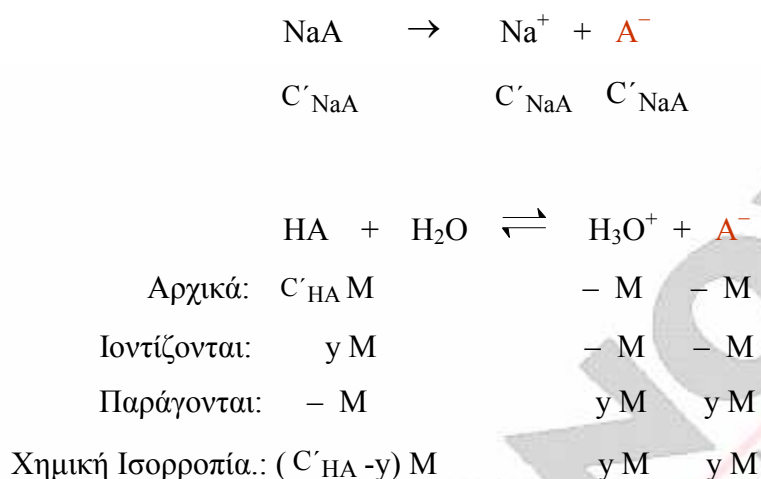 NaA → Na⁺ + A⁻
C´NaA C´NaA C´NaA
HA + H₂O ⇌ H₃O⁺ + A⁻
Αρχικά: C´HA M – M – M
Ιοντίζονται: y M – M – M
Παράγονται: – M y M y M
Χημική Ισορροπία.: ( C´HA -y) M y M y M